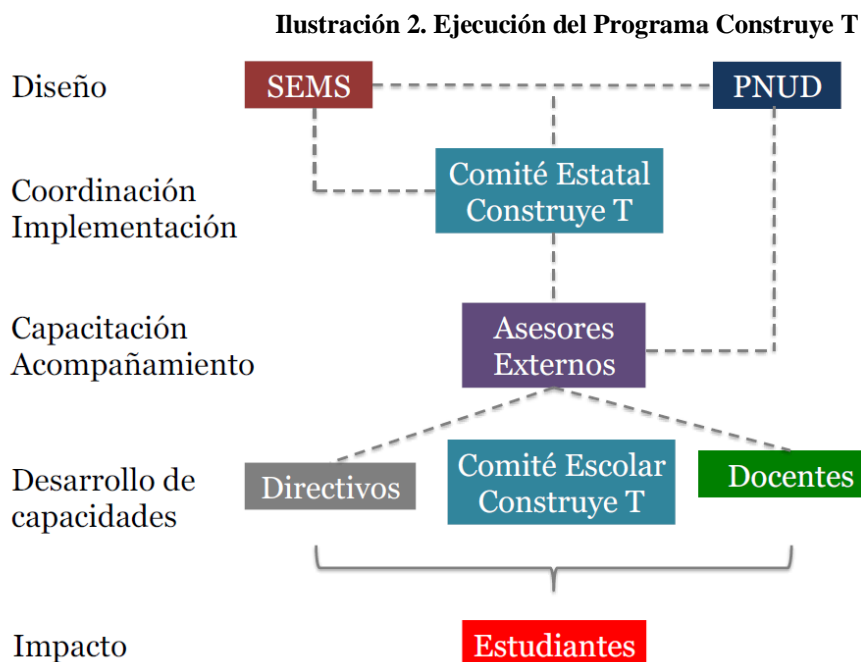 Ilustración 2. Ejecución del Programa Construye T
Diseño
SEMS
PNUD
Coordinación
Implementación
Comité Estatal
Construye T
Capacitación
Acompañamiento
Asesores
Externos
Desarrollo de
capacidades
Directivos
Comité Escolar
Construye T
Docentes
Impacto
Estudiantes